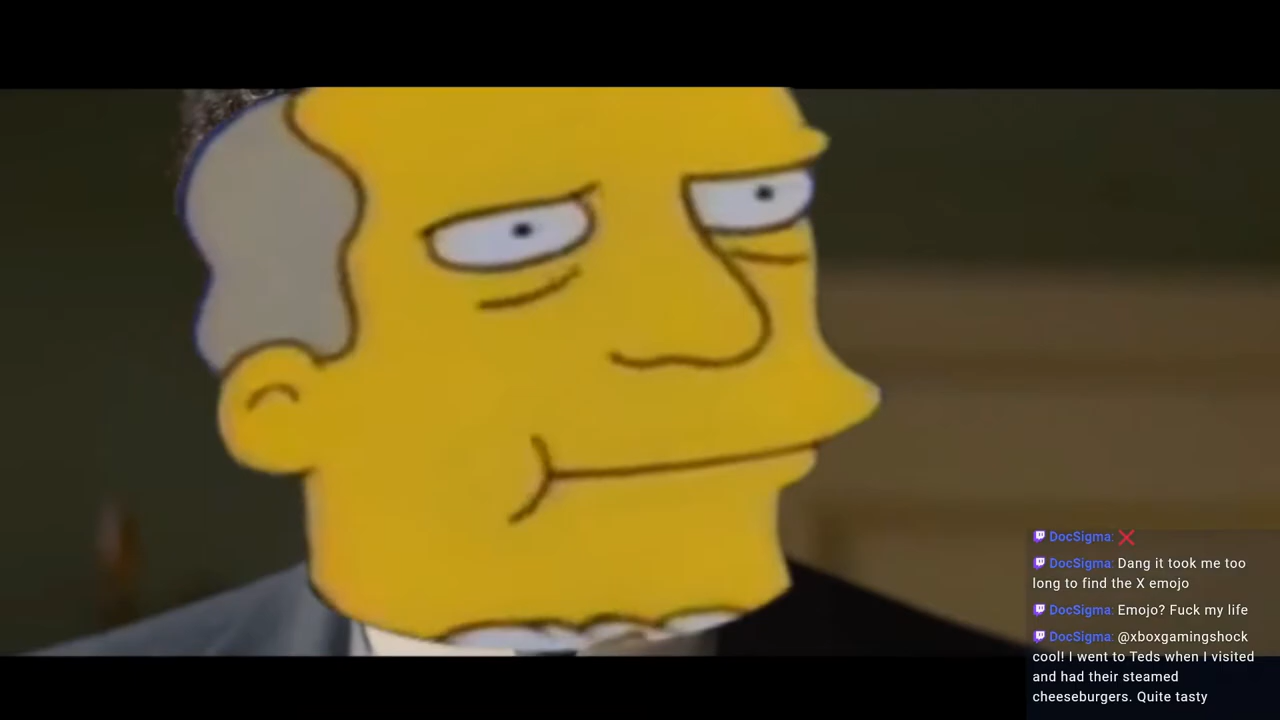 DocSigma: ❌
DocSigma: Dang it took me too
long to find the X emojo
DocSigma: Emojo? Fuck my life
DocSigma: @xboxgamingshock
cool! I went to Teds when I visited
and had their steamed
cheeseburgers. Quite tasty